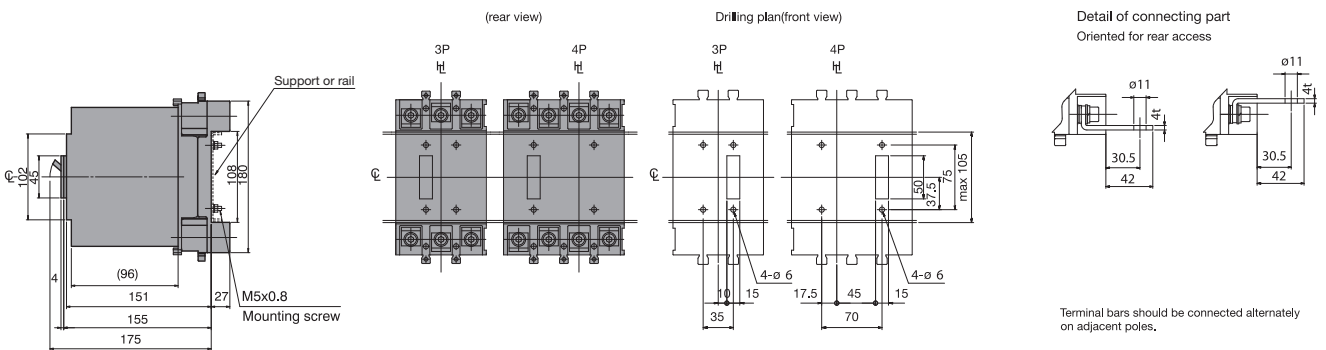 (rear view)
Drilling plan(front view)
Detail of connecting part
Oriented for rear access
3P
4P
3P
4P
Support or rail
ø11
4t
ø11
4t
102
45
108
180
50
37.5
75
max 105
30.5
42
30.5
42
4
(96)
151
27
155
175
M5x0.8
Mounting screw
4-ø 6
10
15
35
4-ø 6
17.5
45
15
70
Terminal bars should be connected alternately
on adjacent poles.